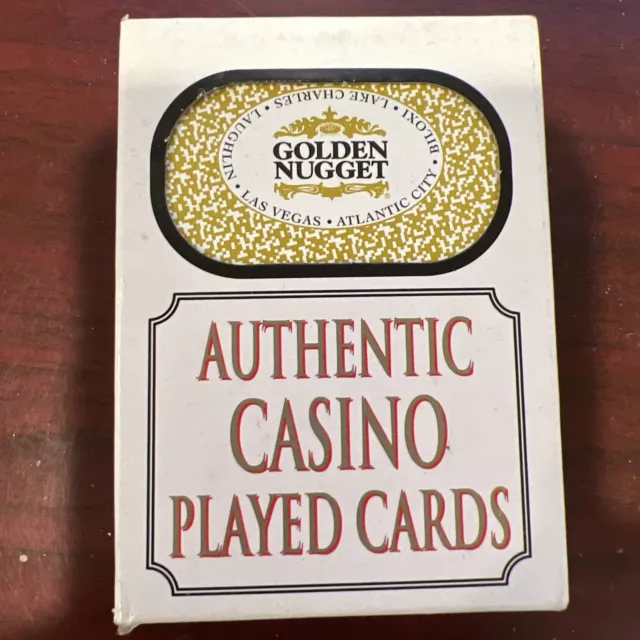 GOLDEN
NUGGET
LAUGHLIN • LAKE CHARLES • BILOXI
• LAS VEGAS • ATLANTIC CITY •
AUTHENTIC
CASINO
PLAYED CARDS